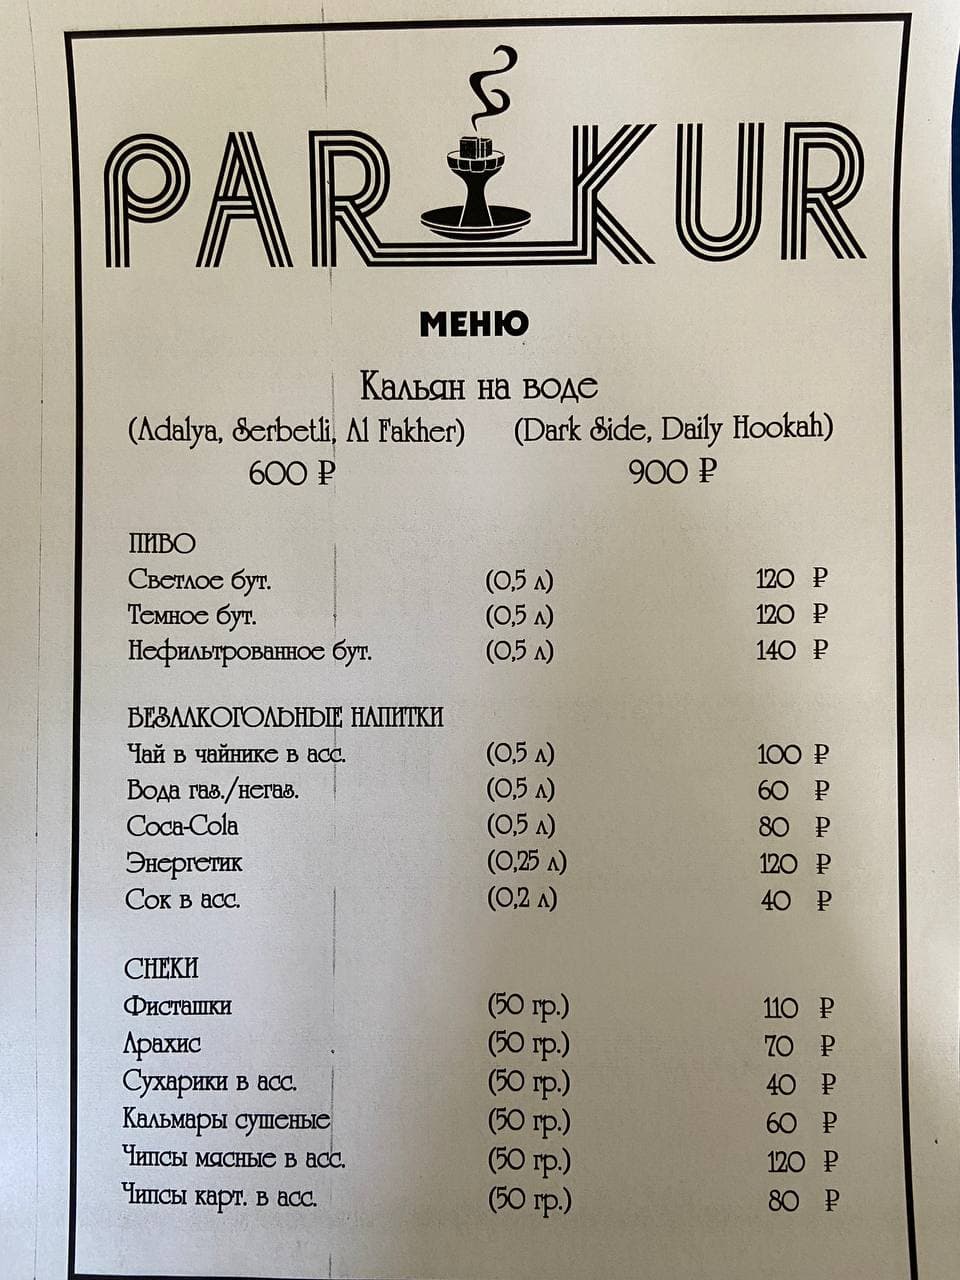 PARKUR
МЕНЮ
Кальян на воде
(Adalya, Serbetli, Al Fakher) (Dark Side, Daily Hookah)
600 ₽ 900 ₽
ПИВО
Светлое бут. (0,5 л) 120 ₽
Темное бут. (0,5 л) 120 ₽
Нефильтрованное бут. (0,5 л) 140 ₽
БЕЗАЛКОГОЛЬНЫЕ НАПИТКИ
Чай в чайнике в асс. (0,5 л) 100 ₽
Вода газ./негаз. (0,5 л) 60 ₽
Coca-Cola (0,5 л) 80 ₽
Энергетик (0,25 л) 120 ₽
Сок в асс. (0,2 л) 40 ₽
СНЕКИ
Фисташки (50 гр.) 110 ₽
Арахис (50 гр.) 70 ₽
Сухарики в асс. (50 гр.) 40 ₽
Кальмары сушеные (50 гр.) 60 ₽
Чипсы мясные в асс. (50 гр.) 120 ₽
Чипсы карт. в асс. (50 гр.) 80 ₽